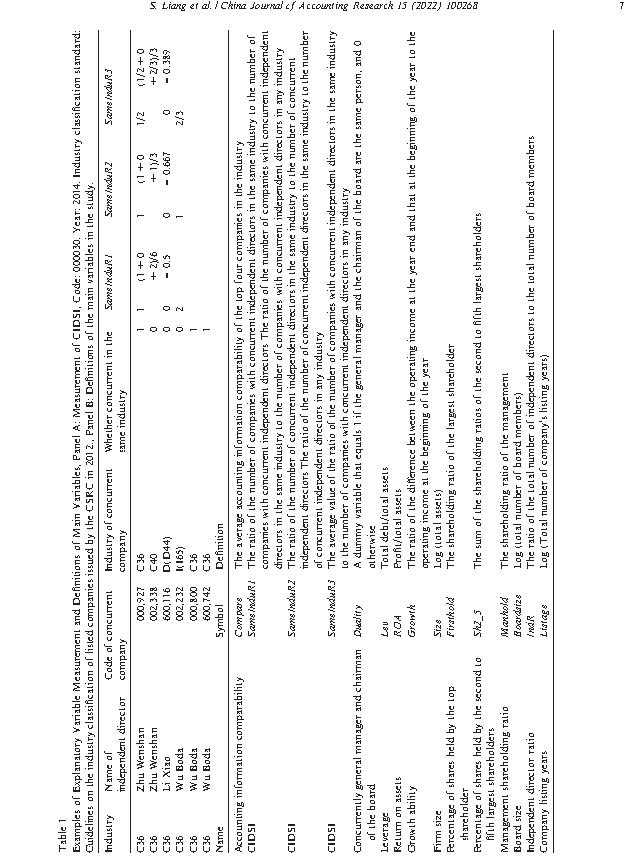 S. Liang et al. / China Journal of Accounting Research 15 (2022) 100268 7
Table 1
Examples of Explanatory Variable Measurement and Definitions of Main Variables, Panel A: Measurement of CIDSI, Code: 000030. Year: 2014. Industry classification standard:
Guidelines on the industry classification of listed companies issued by the CSRC in 2012., Panel B: Definitions of the main variables in the study.
Industry Name of independent director Code of concurrent company Industry of concurrent company Whether concurrent in the same industry SameInduR1 SameInduR2 SameInduR3
C36 Zhu Wenshan 000,927 C36 1 1 (1 + 0 1 (1 + 0 1/2 (1/2 + 0
C36 Zhu Wenshan 002,338 C40 0 + 2)/6 + 1)/3 + 2/3)/3
C36 Li Xiao 600,116 D(D44) 0 0 = 0.5 0 = 0.667 0 = 0.389
C36 Wu Boda 002,232 I(I65) 0 2 1 2/3
C36 Wu Boda 000,800 C36 1
C36 Wu Boda 600,742 C36 1
Name Symbol Definition
Accounting information comparability Compare The average accounting information comparability of the top four companies in the industry
CIDSI SameInduR1 The ratio of the number of companies with concurrent independent directors in the same industry to the number of
companies with concurrent independent directors The ratio of the number of companies with concurrent independent
directors in the same industry to the number of companies with concurrent independent directors in any industry
CIDSI SameInduR2 The ratio of the number of concurrent independent directors in the same industry to the number of concurrent
independent directors The ratio of the number of concurrent independent directors in the same industry to the number
of concurrent independent directors in any industry
CIDSI SameInduR3 The average value of the ratio of the number of companies with concurrent independent directors in the same industry
to the number of companies with concurrent independent directors in any industry
Concurrently general manager and chairman Duality A dummy variable that equals 1 if the general manager and the chairman of the board are the same person, and 0
of the board otherwise
Leverage Lev Total debt/total assets
Return on assets ROA Profit/total assets
Growth ability Growth The ratio of the difference between the operating income at the year end and that at the beginning of the year to the
operating income at the beginning of the year
Firm size Size Log (total assets)
Percentage of shares held by the top Firsthold The shareholding ratio of the largest shareholder
shareholder
Percentage of shares held by the second to Sh2_5 The sum of the shareholding ratios of the second to fifth largest shareholders
fifth largest shareholders
Management shareholding ratio Manhold The shareholding ratio of the management
Board size Boardsize Log (total number of board members)
Independent director ratio IndR The ratio of the total number of independent directors to the total number of board members
Company listing years Listage Log (Total number of company's listing years)